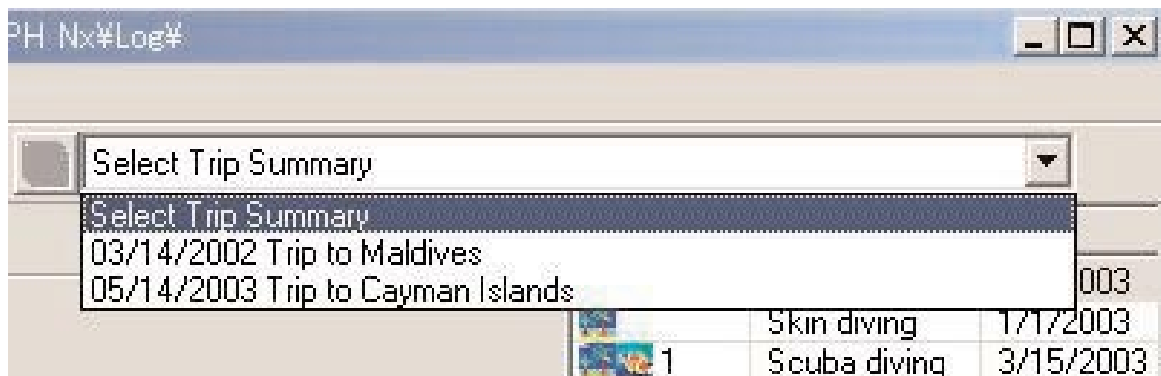 PH Nx¥Log¥
Select Trip Summary
Select Trip Summary
03/14/2002 Trip to Maldives
05/14/2003 Trip to Cayman Islands
003
Skin diving 1/1/2003
1 Scuba diving 3/15/2003